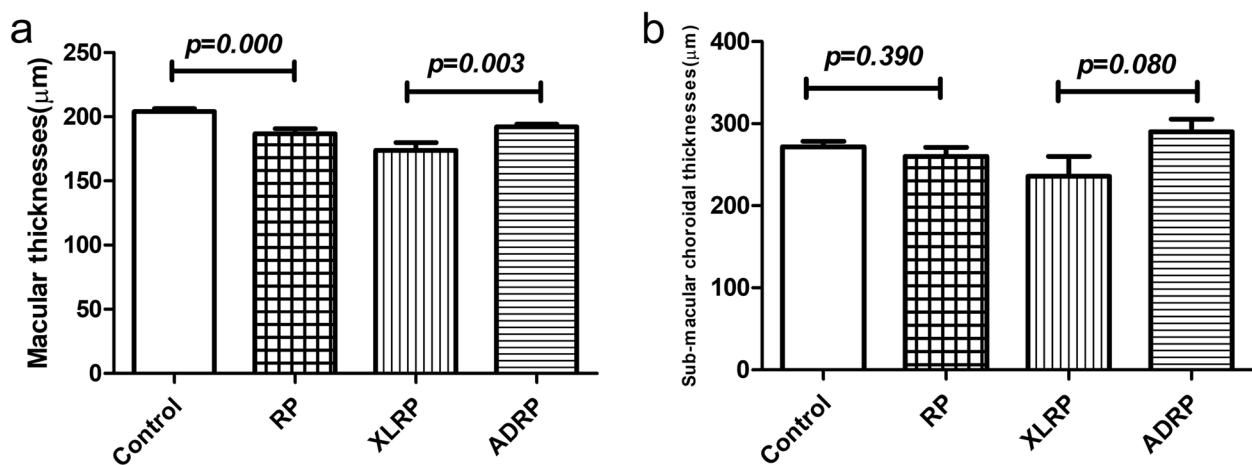 a
Macular thicknesses(μm)
250
200
150
100
50
0
p=0.000
p=0.003
Control
RP
XLRP
ADRP
b
Sub-macular choroidal thicknesses(μm)
400
300
200
100
0
p=0.390
p=0.080
Control
RP
XLRP
ADRP